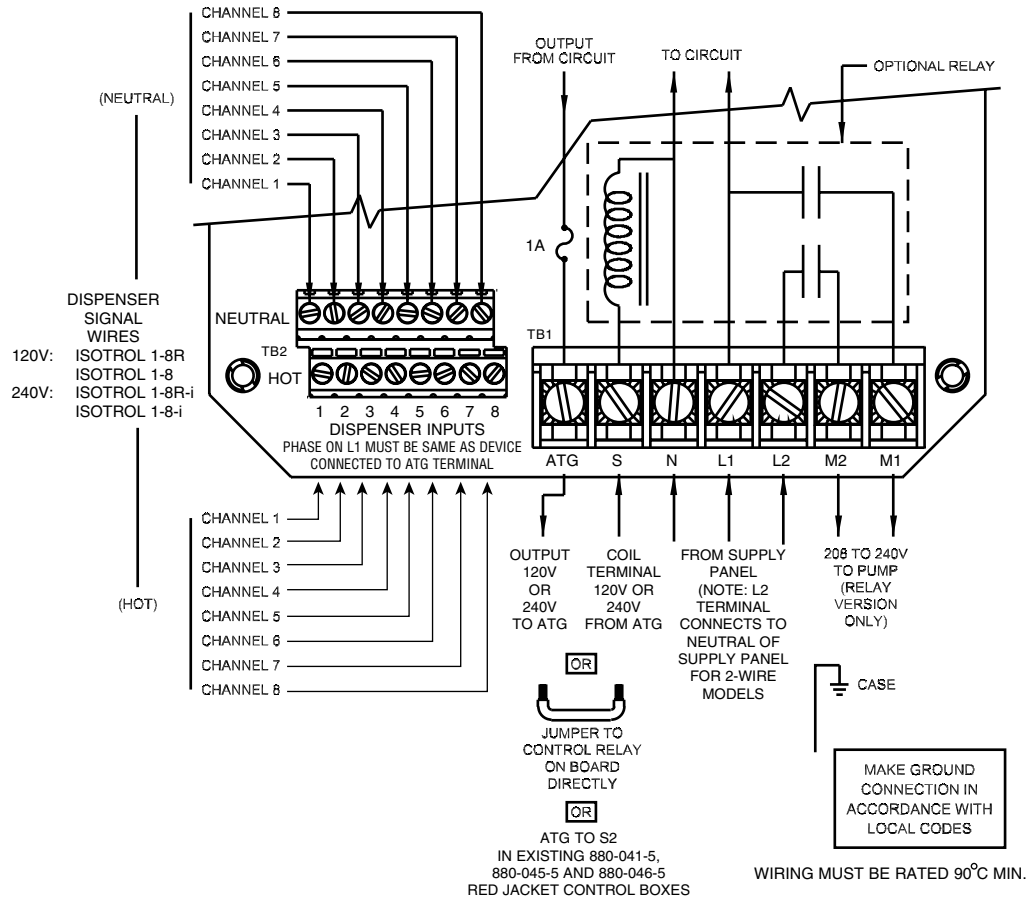 CHANNEL 8
CHANNEL 7
CHANNEL 6
CHANNEL 5
CHANNEL 4
CHANNEL 3
CHANNEL 2
CHANNEL 1
(NEUTRAL)
OUTPUT
FROM CIRCUIT
TO CIRCUIT
OPTIONAL RELAY
1A
DISPENSER
SIGNAL
WIRES
120V: ISOTROL 1-8R
ISOTROL 1-8
240V: ISOTROL 1-8R-i
ISOTROL 1-8-i
NEUTRAL
TB2
HOT
1 2 3 4 5 6 7 8
DISPENSER INPUTS
PHASE ON L1 MUST BE SAME AS DEVICE
CONNECTED TO ATG TERMINAL
TB1
ATG S N L1 L2 M2 M1
(HOT)
CHANNEL 1
CHANNEL 2
CHANNEL 3
CHANNEL 4
CHANNEL 5
CHANNEL 6
CHANNEL 7
CHANNEL 8
OUTPUT
120V
OR
240V
TO ATG
COIL
TERMINAL
120V OR
240V
FROM ATG
FROM SUPPLY
PANEL
(NOTE: L2
TERMINAL
CONNECTS TO
NEUTRAL OF
SUPPLY PANEL
FOR 2-WIRE
MODELS
208 TO 240V
TO PUMP
(RELAY
VERSION
ONLY)
OR
JUMPER TO
CONTROL RELAY
ON BOARD
DIRECTLY
OR
ATG TO S2
IN EXISTING 880-041-5,
880-045-5 AND 880-046-5
RED JACKET CONTROL BOXES
CASE
MAKE GROUND
CONNECTION IN
ACCORDANCE WITH
LOCAL CODES
WIRING MUST BE RATED 90°C MIN.